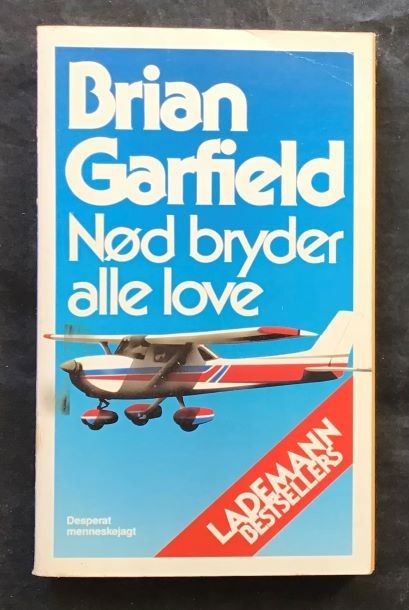 Brian
Garfield
Nød bryder
alle love
LADEMANN
BESTSELLERS
Desperat
menneskejagt